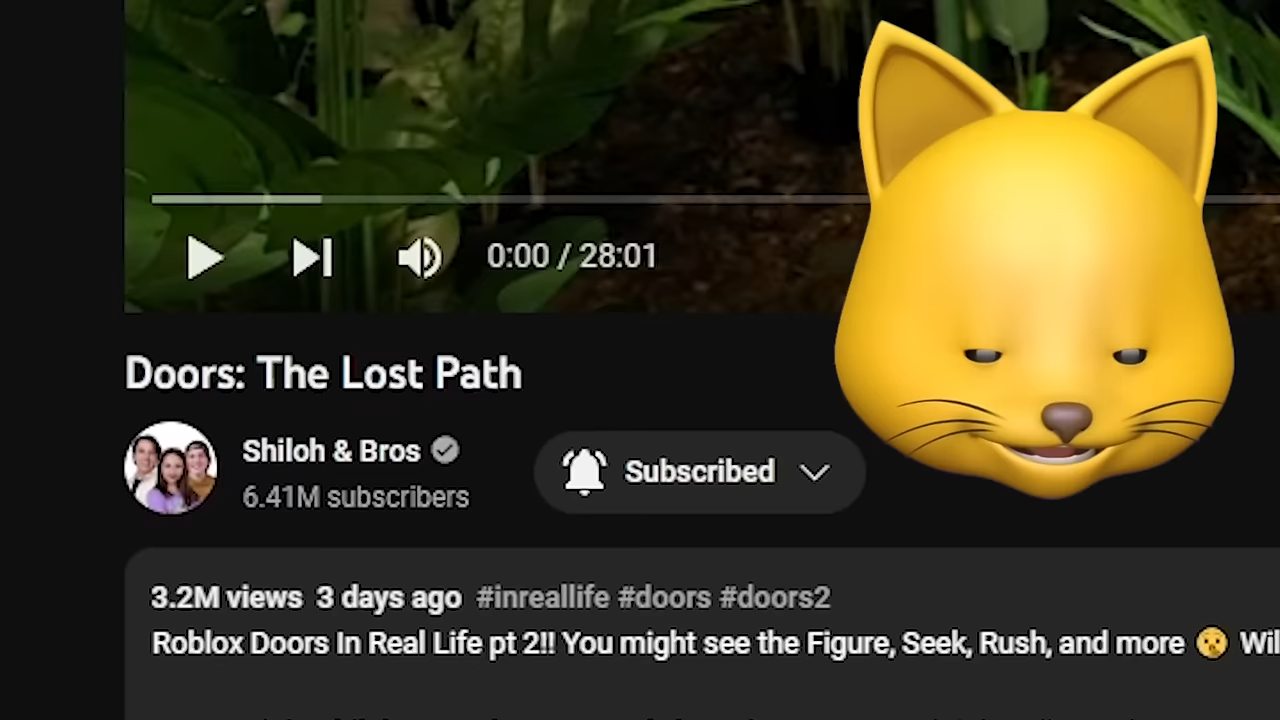 0:00 / 28:01
Doors: The Lost Path
Shiloh & Bros
6.41M subscribers
Subscribed
3.2M views 3 days ago #inreallife #doors #doors2
Roblox Doors In Real Life pt 2!! You might see the Figure, Seek, Rush, and more 🤫 Wil